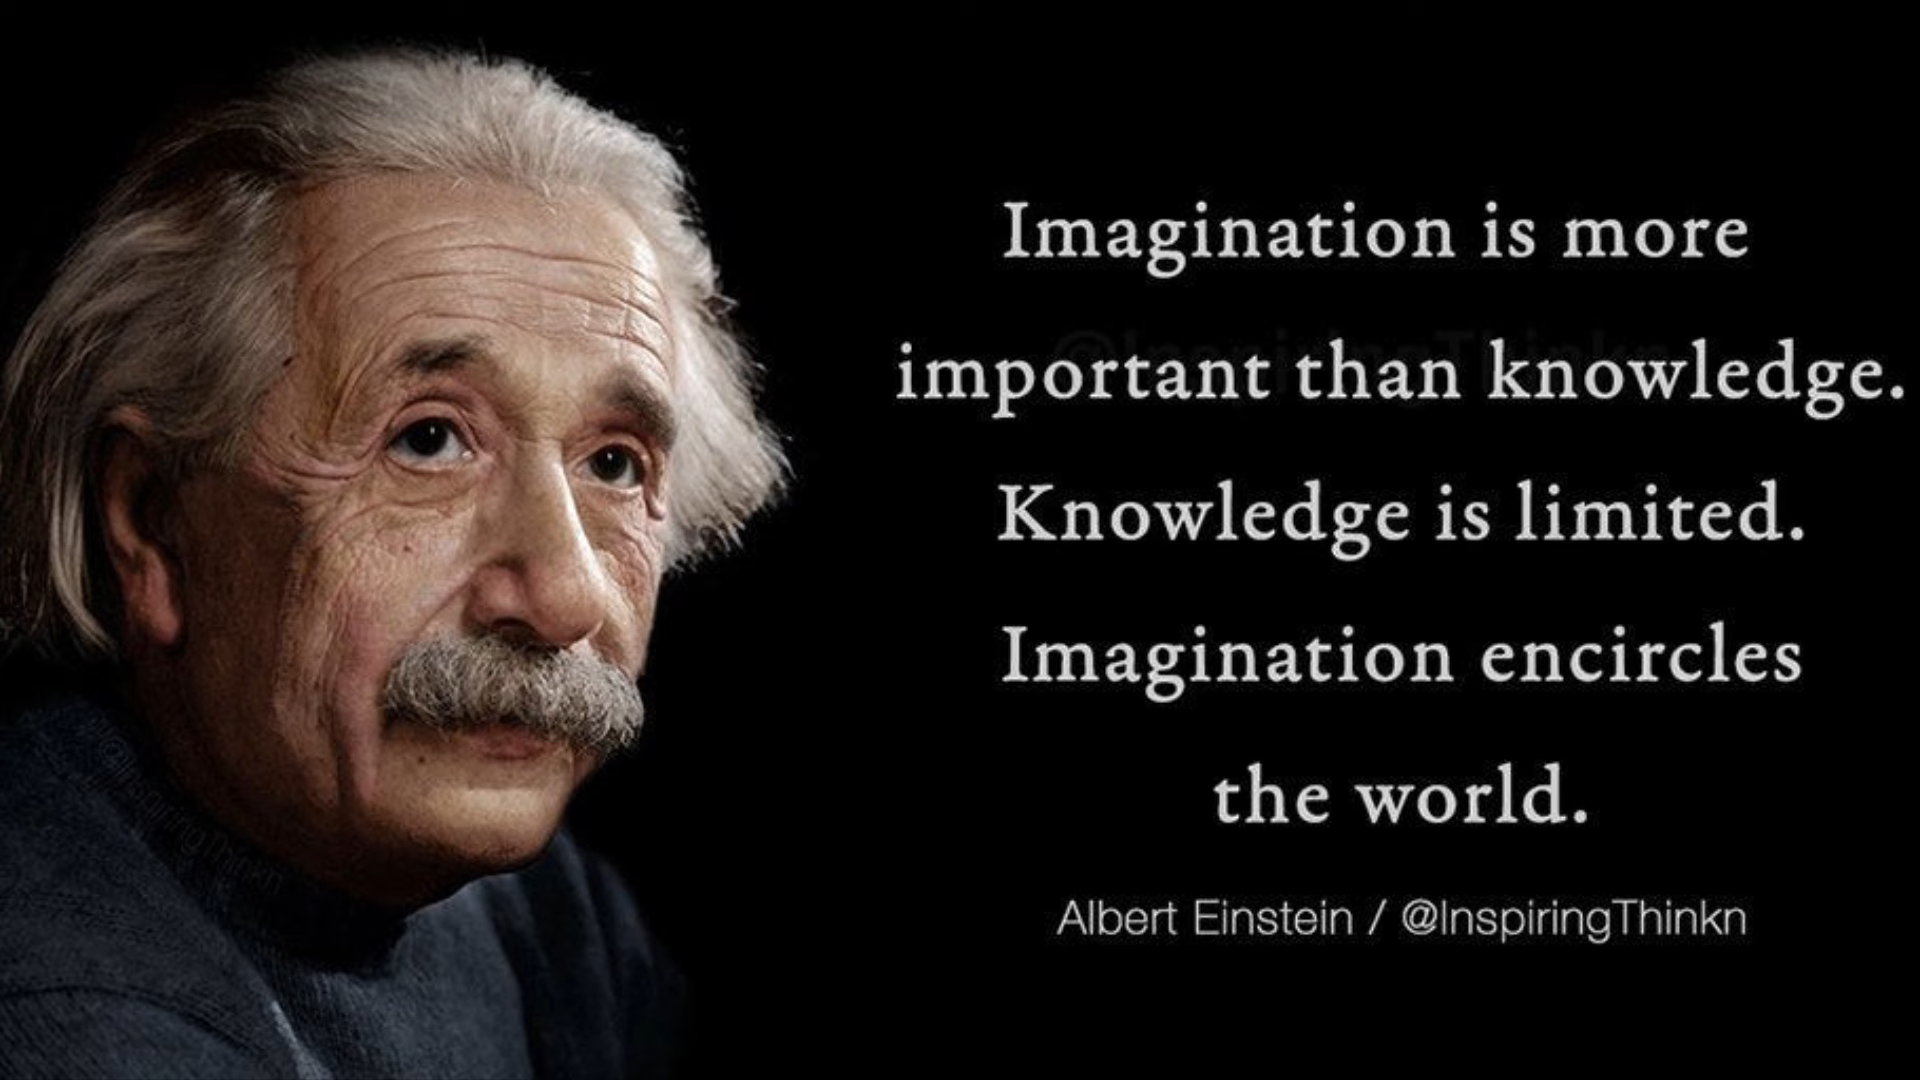 Imagination is more
important than knowledge.
Knowledge is limited.
Imagination encircles
the world.
Albert Einstein / @InspiringThinkn